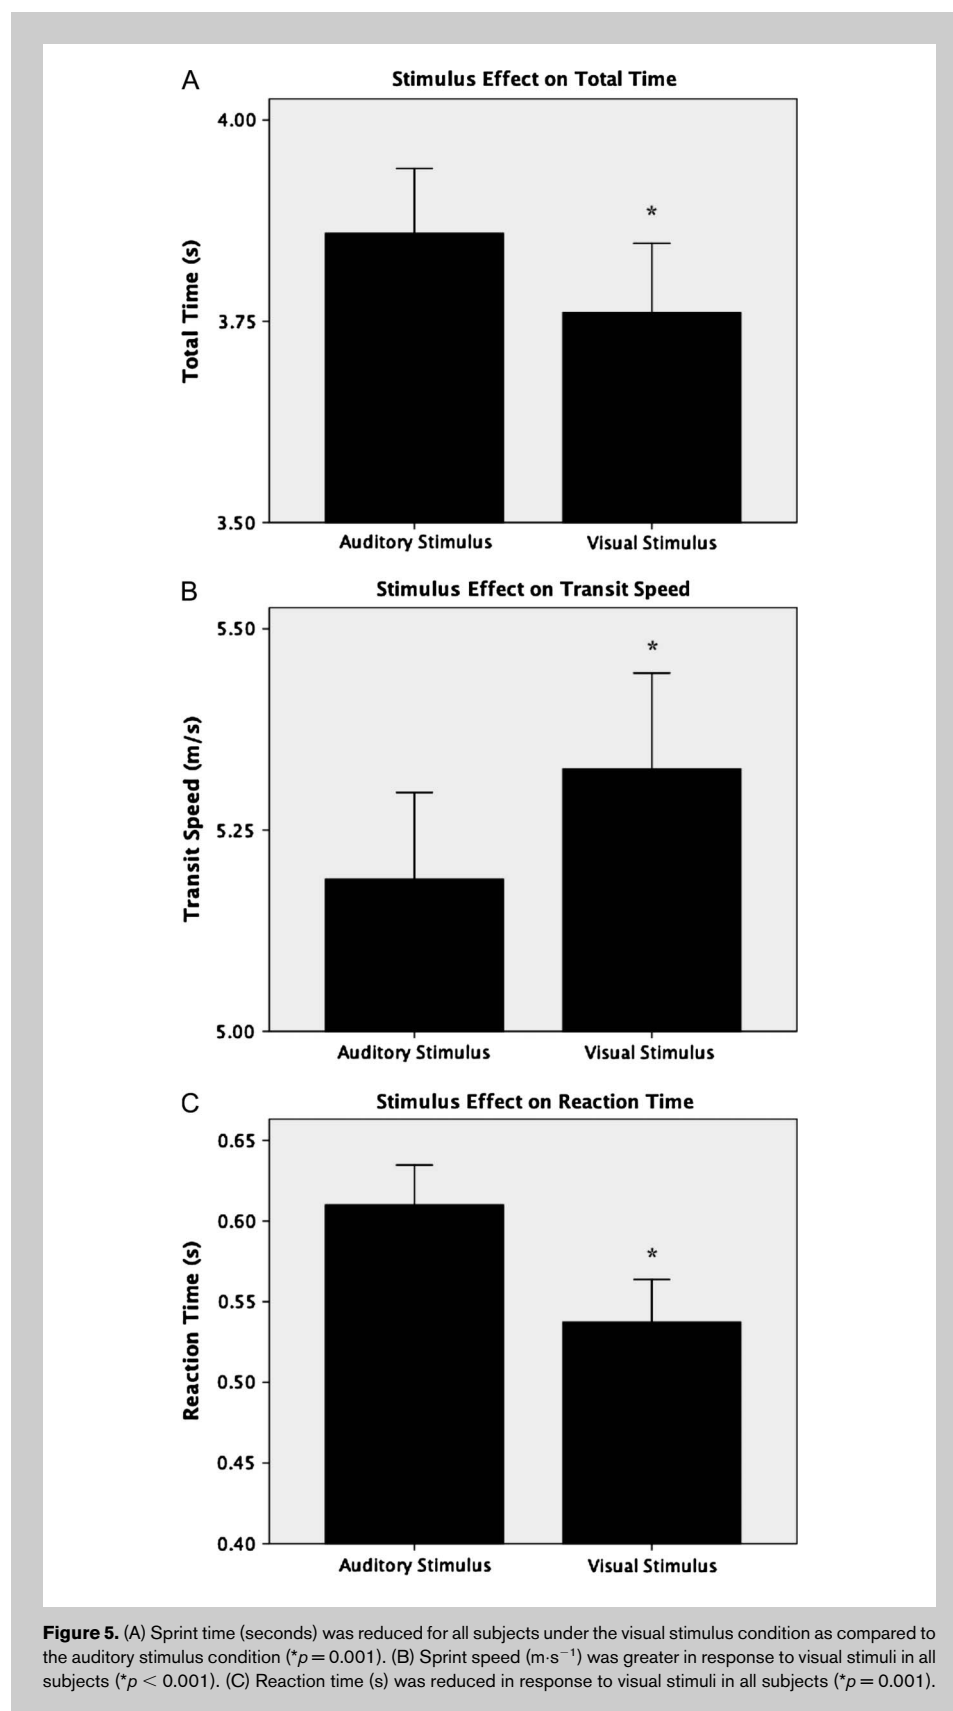 A
Stimulus Effect on Total Time
4.00
3.75
3.50
Total Time (s)
*
Auditory Stimulus
Visual Stimulus
B
Stimulus Effect on Transit Speed
5.50
5.25
5.00
Transit Speed (m/s)
*
Auditory Stimulus
Visual Stimulus
C
Stimulus Effect on Reaction Time
0.65
0.60
0.55
0.50
0.45
0.40
Reaction Time (s)
*
Auditory Stimulus
Visual Stimulus
Figure 5. (A) Sprint time (seconds) was reduced for all subjects under the visual stimulus condition as compared to
the auditory stimulus condition (*p = 0.001). (B) Sprint speed (m·s⁻¹) was greater in response to visual stimuli in all
subjects (*p < 0.001). (C) Reaction time (s) was reduced in response to visual stimuli in all subjects (*p = 0.001).